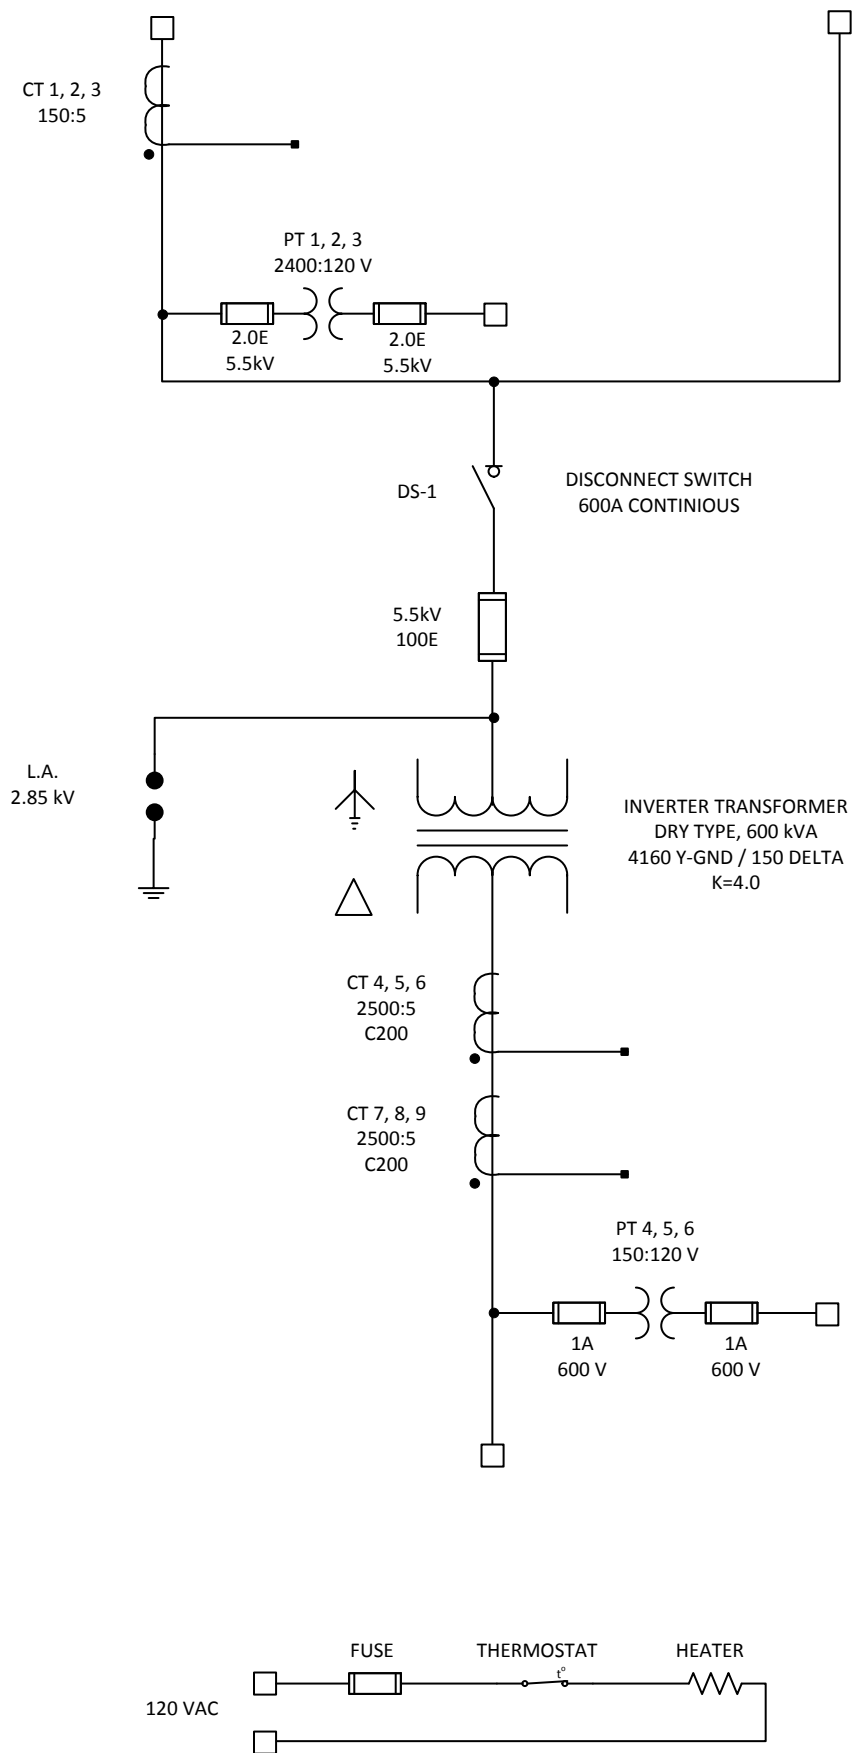 CT 1, 2, 3
150:5
PT 1, 2, 3
2400:120 V
2.0E
5.5kV
2.0E
5.5kV
DS-1
DISCONNECT SWITCH
600A CONTINIOUS
5.5kV
100E
L.A.
2.85 kV
INVERTER TRANSFORMER
DRY TYPE, 600 kVA
4160 Y-GND / 150 DELTA
K=4.0
CT 4, 5, 6
2500:5
C200
CT 7, 8, 9
2500:5
C200
PT 4, 5, 6
150:120 V
1A
600 V
1A
600 V
FUSE
THERMOSTAT
HEATER
t°
120 VAC